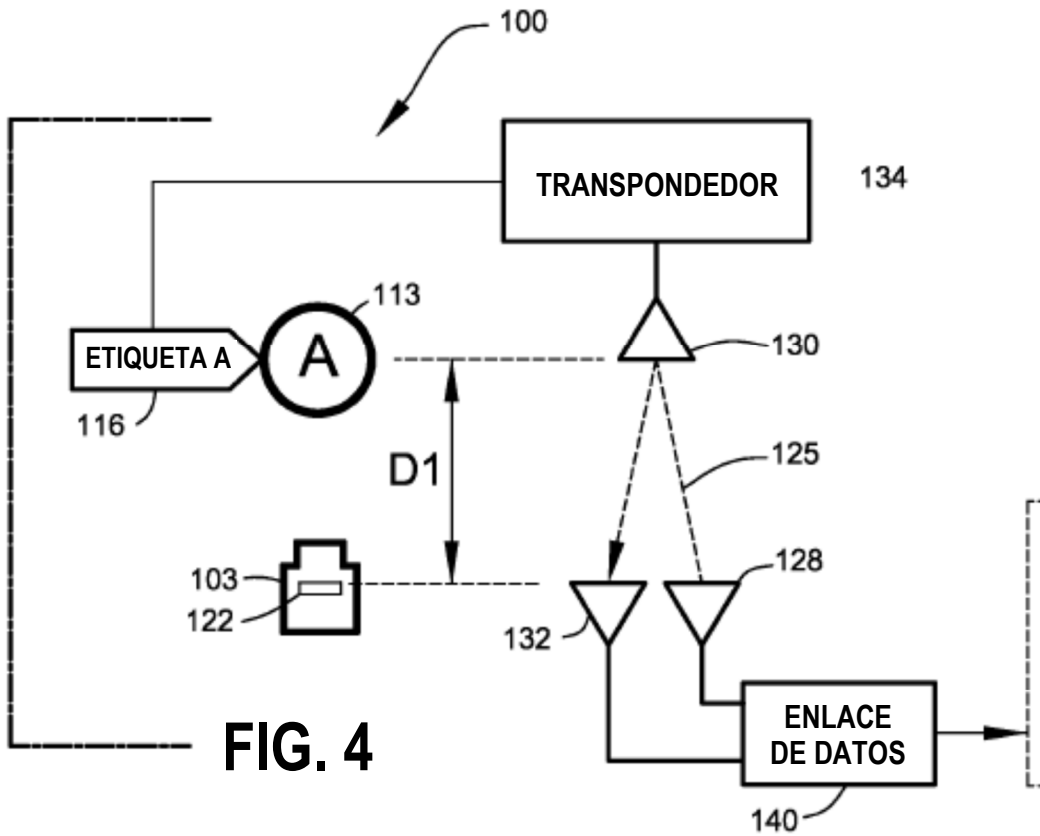 100
TRANSPONDEDOR
134
113
ETIQUETA A
A
130
116
D1
125
103
122
128
132
ENLACE
DE DATOS
FIG. 4
140